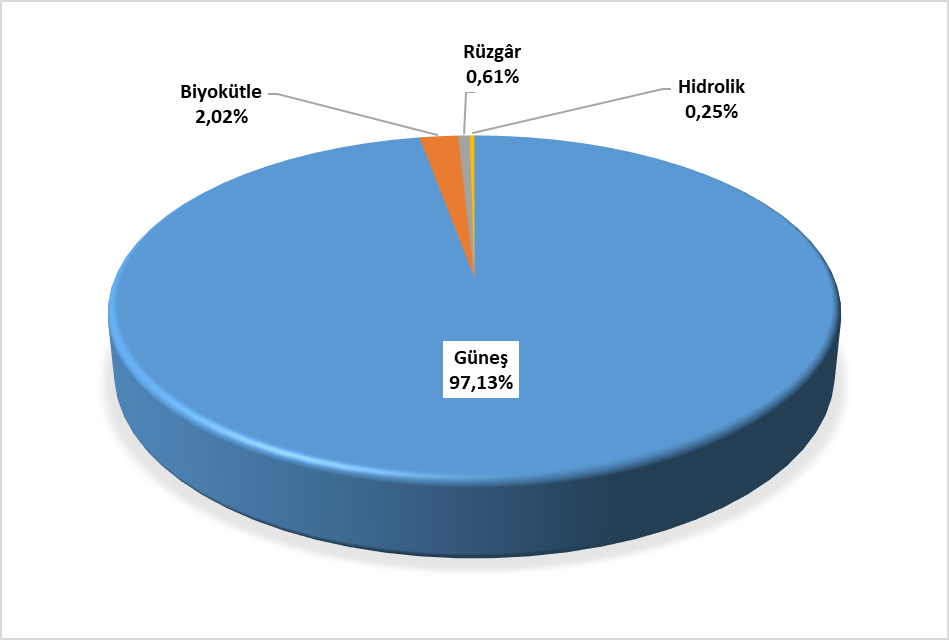 Rüzgâr
0,61%
Biyokütle
2,02%
Hidrolik
0,25%
Güneş
97,13%